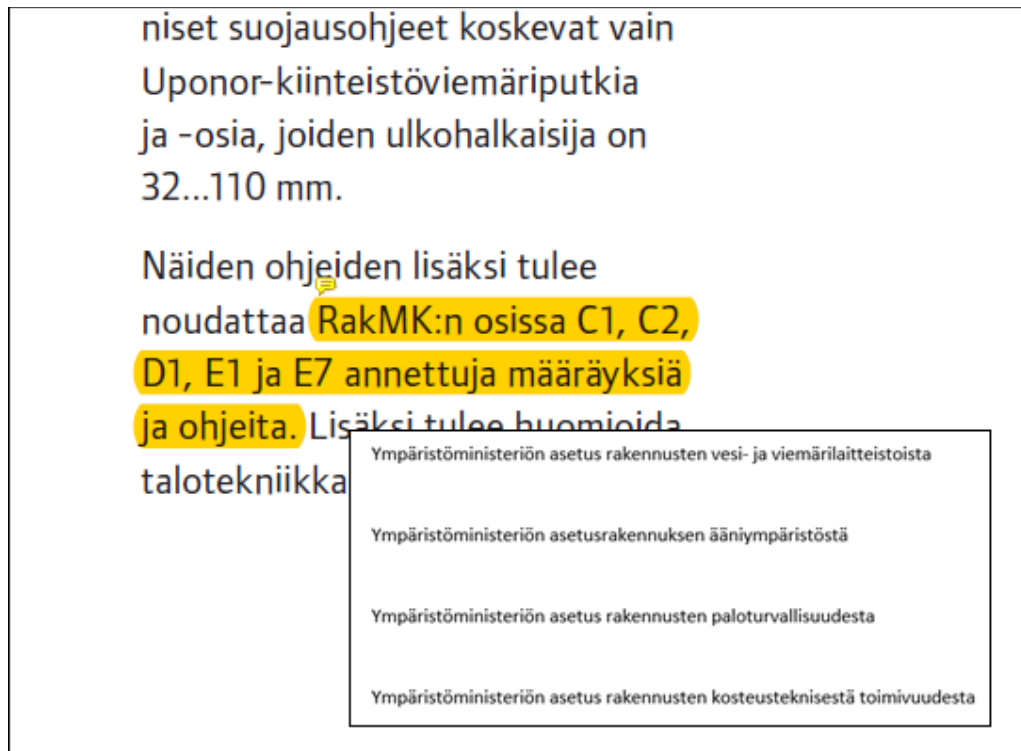 niset suojausohjeet koskevat vain
Uponor-kiinteistöviemäriputkia
ja -osia, joiden ulkohalkaisija on
32...110 mm.
Näiden ohjeiden lisäksi tulee
noudattaa RakMK:n osissa C1, C2,
D1, E1 ja E7 annettuja määräyksiä
ja ohjeita. Lisäksi tulee huomioida
talotekniikka
Ympäristöministeriön asetus rakennusten vesi- ja viemärilaitteistoista
Ympäristöministeriön asetusrakennuksen ääniympäristöstä
Ympäristöministeriön asetus rakennusten paloturvallisuudesta
Ympäristöministeriön asetus rakennusten kosteusteknisestä toimivuudesta